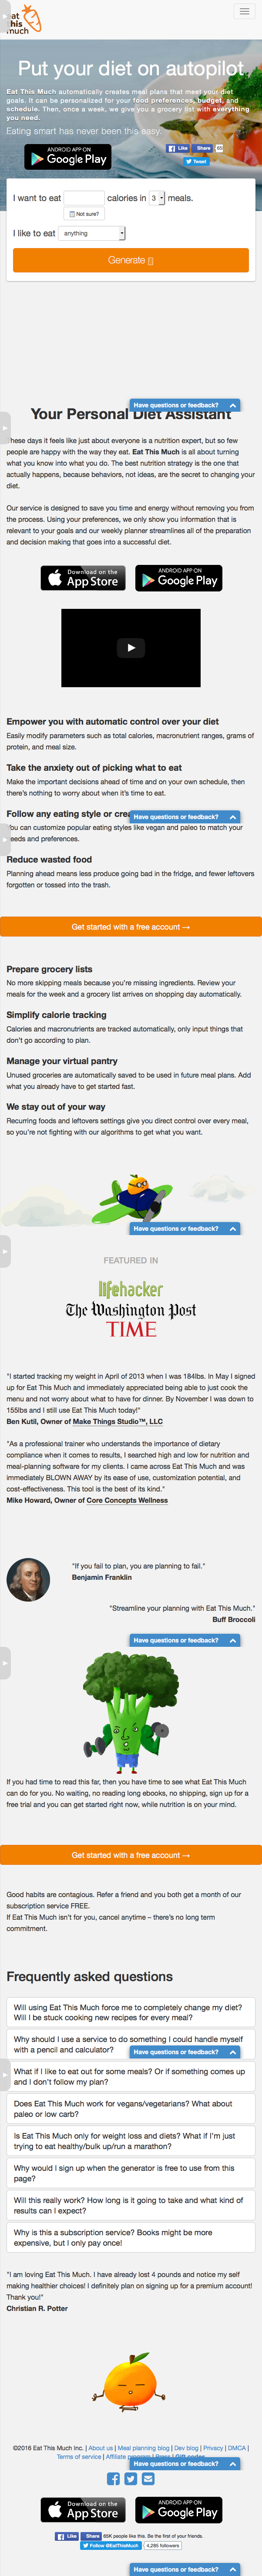 eat
this
much
Put your diet on autopilot
Eat This Much automatically creates meal plans that meet your diet
goals. It can be personalized for your food preferences, budget, and
schedule. Then, once a week, we give you a grocery list with everything
you need.
Eating smart has never been this easy.
ANDROID APP ON
Google Play
Like Share
Tweet
I want to eat calories in 3 meals.
Not sure?
I like to eat anything
Generate
Have questions or feedback?
Your Personal Diet Assistant
These days it feels like just about everyone is a nutrition expert, but so few
people are happy with the way they eat. Eat This Much is all about turning
what you know into what you do. The best nutrition strategy is the one that
actually happens, because behaviors, not ideas, are the secret to changing your
diet.
Our service is designed to save you time and energy without removing you from
the process. Using your preferences, we only show you information that is
relevant to your goals and our weekly planner streamlines all of the preparation
and decision making that goes into a successful diet.
Download on the
App Store
ANDROID APP ON
Google Play
Empower you with automatic control over your diet
Easily modify parameters such as total calories, macronutrient ranges, grams of
protein, and meal size.
Take the anxiety out of picking what to eat
Make the important decisions ahead of time and on your own schedule, then
there's nothing to worry about when it's time to eat.
Follow any eating style or
Have questions or feedback?
You can customize popular eating styles like vegan and paleo to match your
needs and preferences.
Reduce wasted food
Planning ahead means less produce going bad in the fridge, and fewer leftovers
forgotten or tossed into the trash.
Get started with a free account →
Prepare grocery lists
No more skipping meals because you're missing ingredients. Review your
meals for the week and a grocery list arrives on shopping day automatically.
Simplify calorie tracking
Calories and macronutrients are tracked automatically, only input things that
don't go according to plan.
Manage your virtual pantry
Unused groceries are automatically saved to be used in future meal plans. Add
what you already have to get started fast.
We stay out of your way
Recurring foods and leftovers settings give you direct control over every meal,
so you're not fighting with our algorithms to get what you want.
Have questions or feedback?
FEATURED IN
lifehacker
The Washington Post
TIME
"I started tracking my weight in April of 2013 when I was 184lbs. In May I signed
up for Eat This Much and immediately appreciated being able to just cook the
menu and not worry about what to have for dinner. By November I was down to
155lbs and I still use Eat This Much today!"
Ben Kutil, Owner of Make Things Studio™, LLC
"As a professional trainer who understands the importance of dietary
compliance when it comes to results, I searched high and low for nutrition and
meal-planning software for my clients. I came across Eat This Much and was
immediately BLOWN AWAY by its ease of use, customization potential, and
cost-effectiveness. This tool is the best of its kind."
Mike Howard, Owner of Core Concepts Wellness
"If you fail to plan, you are planning to fail."
Benjamin Franklin
"Streamline your planning with Eat This Much."
Buff Broccoli
Have questions or feedback?
If you had time to read this far, then you have time to see what Eat This Much
can do for you. No waiting, no reading long ebooks, no shipping, sign up for a
free trial and you can get started right now, while nutrition is on your mind.
Get started with a free account →
Good habits are contagious. Refer a friend and you both get a month of our
subscription service FREE.
If Eat This Much isn't for you, cancel anytime – there's no long term
commitment.
Frequently asked questions
Will using Eat This Much force me to completely change my diet?
Will I be stuck cooking new recipes for every meal?
Why should I use a service to do something I could handle myself
with a pencil and calculator?
Have questions or feedback?
What if I like to eat out for some meals? Or if something comes up
and I don't follow my plan?
Does Eat This Much work for vegans/vegetarians? What about
paleo or low carb?
Is Eat This Much only for weight loss and diets? What if I'm just
trying to eat healthy/bulk up/run a marathon?
Why would I sign up when the generator is free to use from this
page?
Will this really work? How long is it going to take and what kind of
results can I expect?
Why is this a subscription service? Books might be more
expensive, but I only pay once!
"I am loving Eat This Much. I have already lost 4 pounds and notice my self
making healthier choices! I definitely plan on signing up for a premium account!
Thank you!"
Christian R. Potter
©2016 Eat This Much Inc. | About us | Meal planning blog | Dev blog | Privacy | DMCA |
Terms of service | Affiliate program | Press | Gift codes
Have questions or feedback?
Download on the
App Store
ANDROID APP ON
Google Play
Like Share 65K people like this. Be the first of your friends.
Follow @EatThisMuch 4,285 followers
Have questions or feedback?